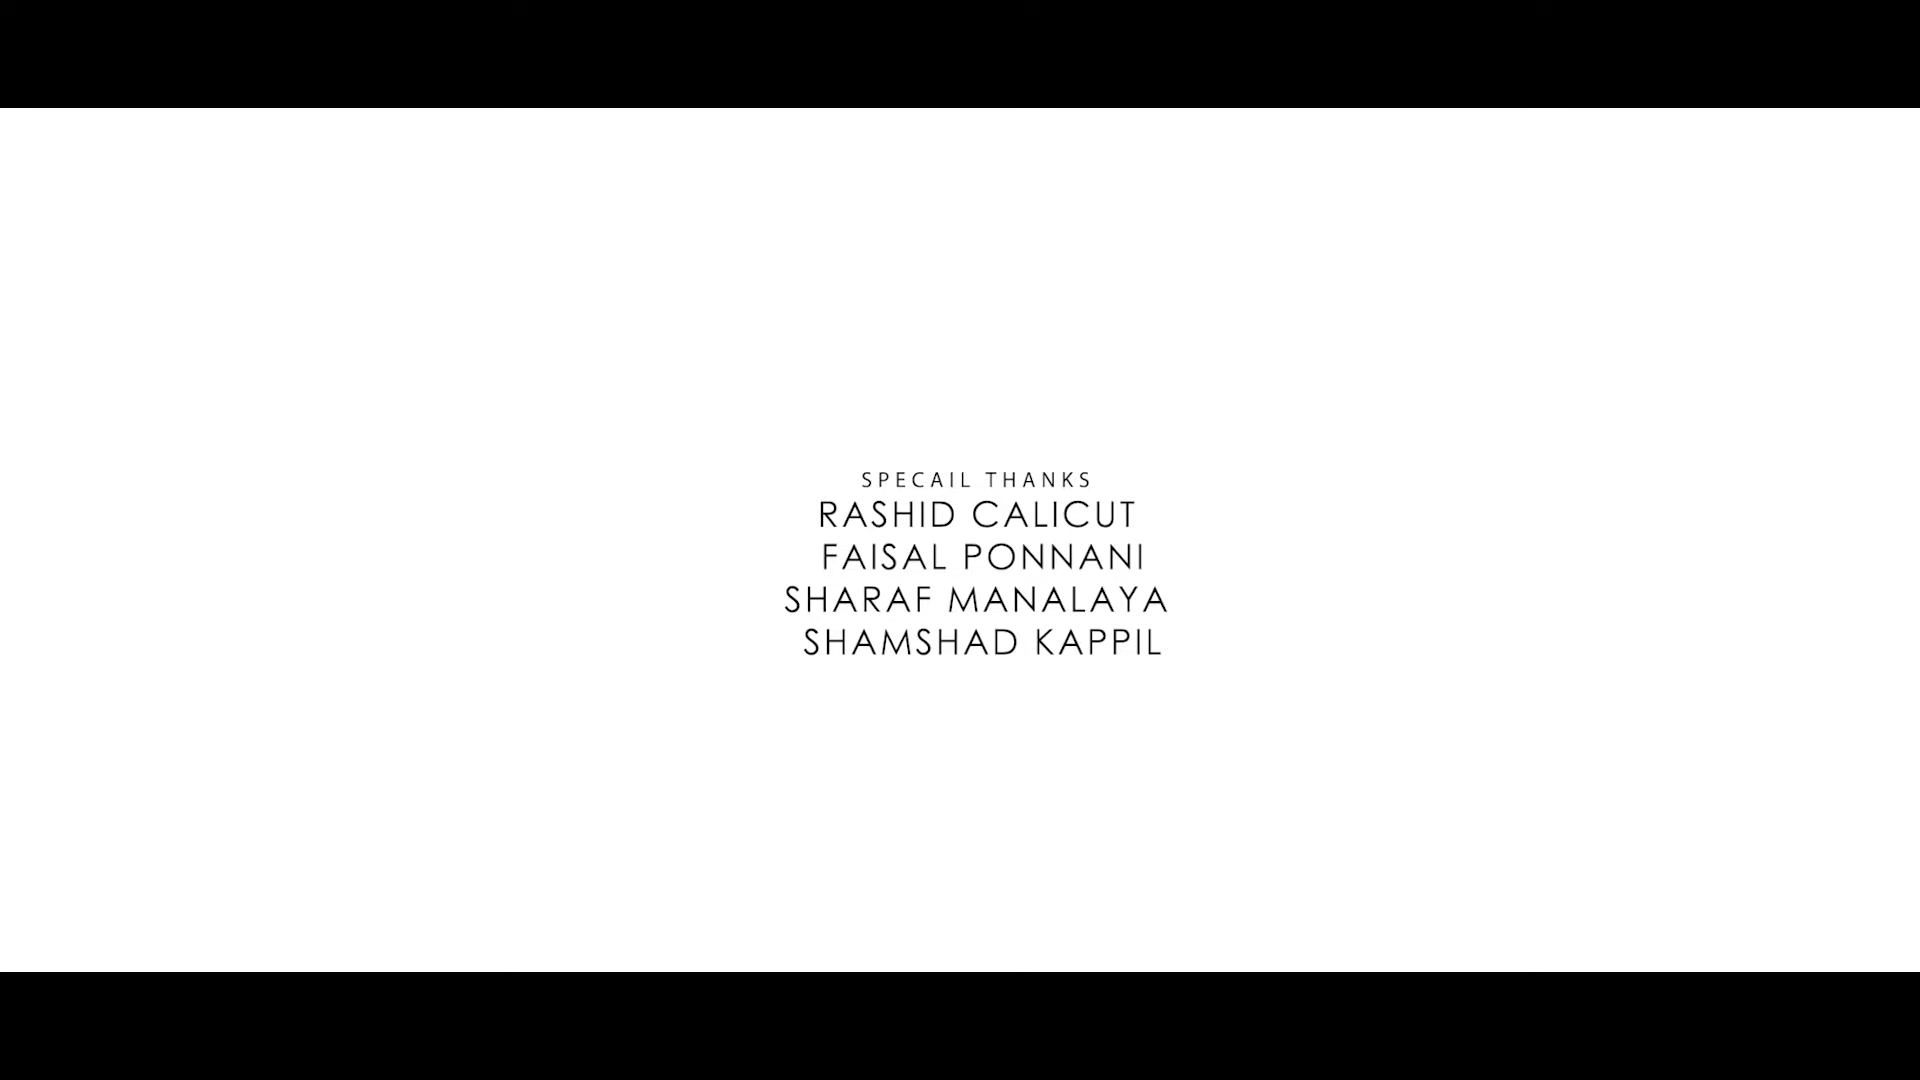 SPECAIL THANKS
RASHID CALICUT
FAISAL PONNANI
SHARAF MANALAYA
SHAMSHAD KAPPIL